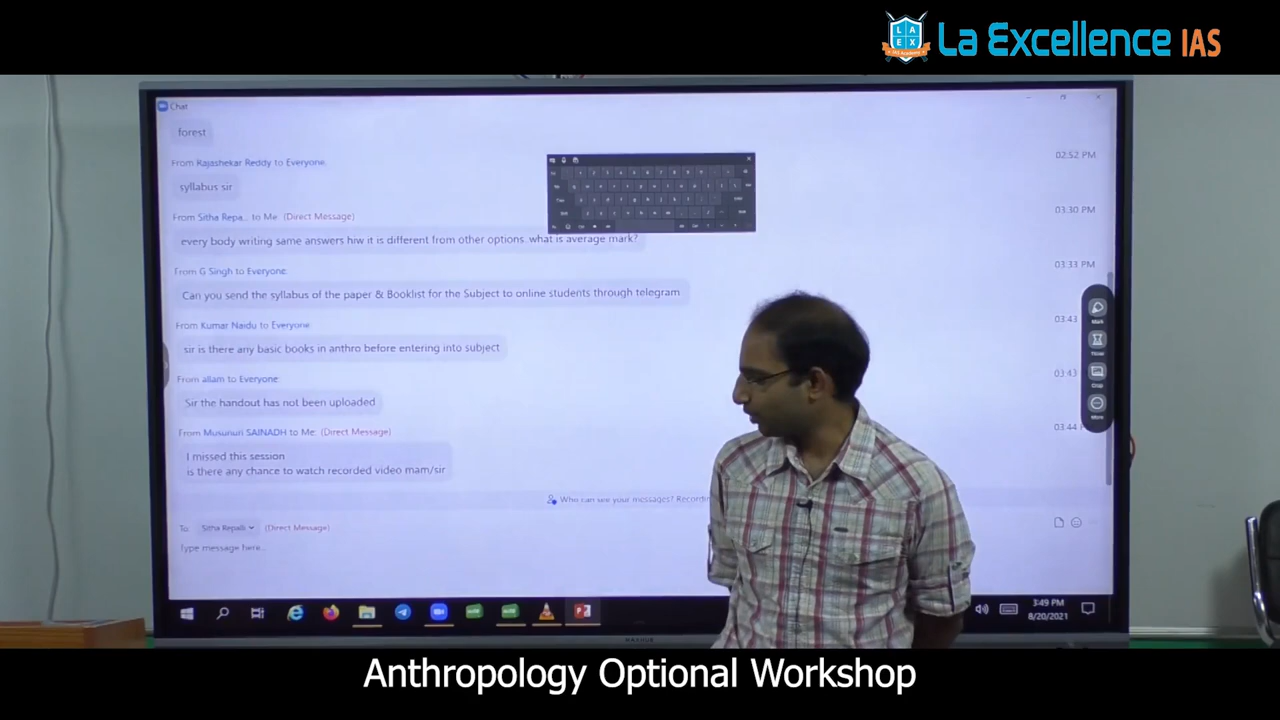 La Excellence IAS
Chat
forest
From Rajashekar Reddy to Everyone:
02:52 PM
syllabus sir
From Sitha Repa... to Me: (Direct Message)
03:30 PM
every body writing same answers hiw it is different from other options. what is average mark?
From G Singh to Everyone:
03:33 PM
Can you send the syllabus of the paper & Booklist for the Subject to online students through telegram
From Kumar Naidu to Everyone:
03:43
sir is there any basic books in anthro before entering into subject
From allam to Everyone:
03:43
Sir the handout has not been uploaded
From Musunuri SAINADH to Me: (Direct Message)
03:44
I missed this session
is there any chance to watch recorded video mam/sir
Who can see your messages? Recordin
To: Sitha Repalli (Direct Message)
Type message here...
Mark
Crop
More
3:49 PM
8/20/2021
Anthropology Optional Workshop